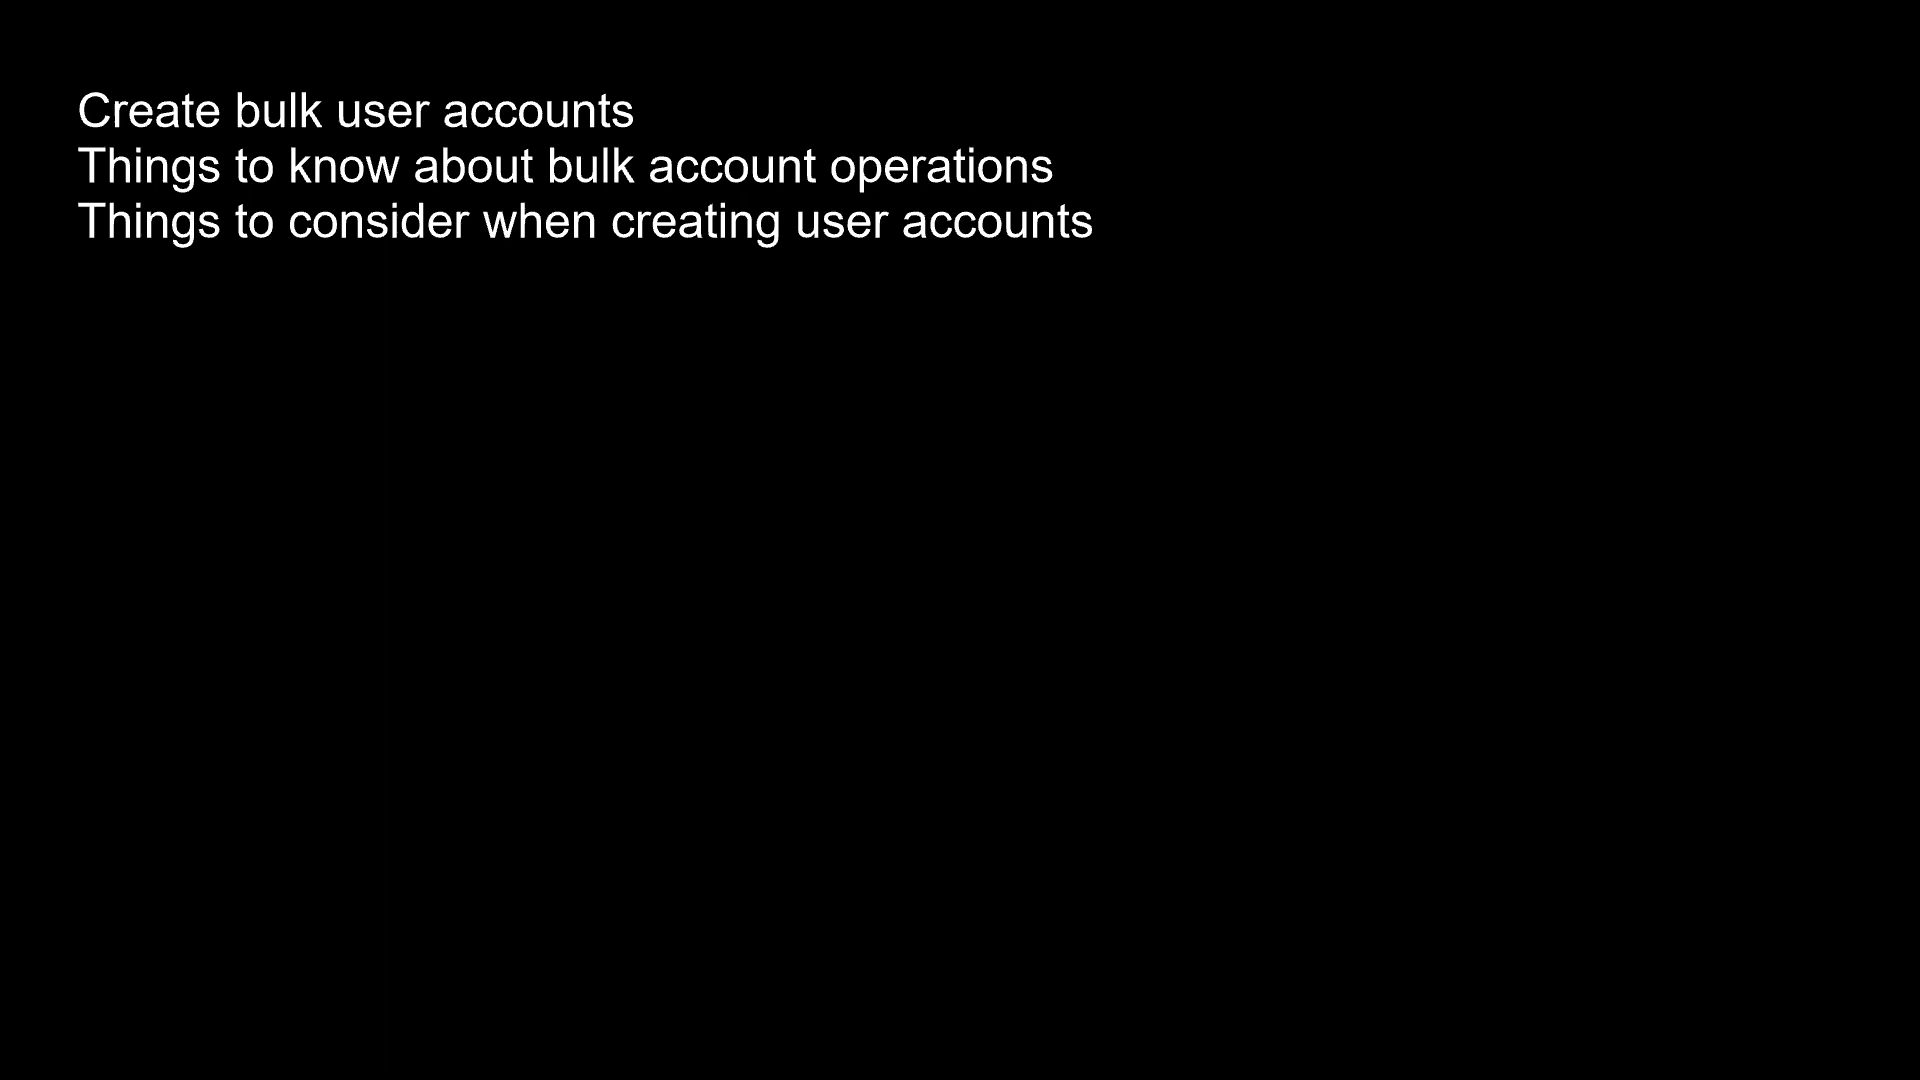 Create bulk user accounts
Things to know about bulk account operations
Things to consider when creating user accounts